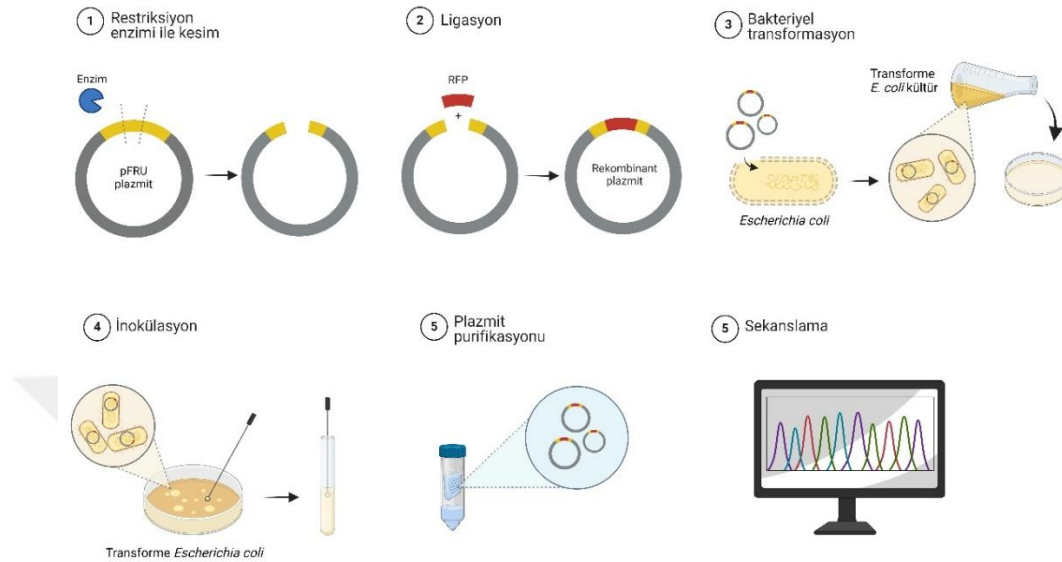 1 Restriksiyon
enzimi ile kesim
Enzim
pFRU
plazmit
2 Ligasyon
RFP
+
Rekombinant
plazmit
3 Bakteriyel
transformasyon
Transforme
E. coli kültür
Escherichia coli
4 İnokülasyon
Transforme Escherichia coli
5 Plazmit
purifikasyonu
5 Sekanslama